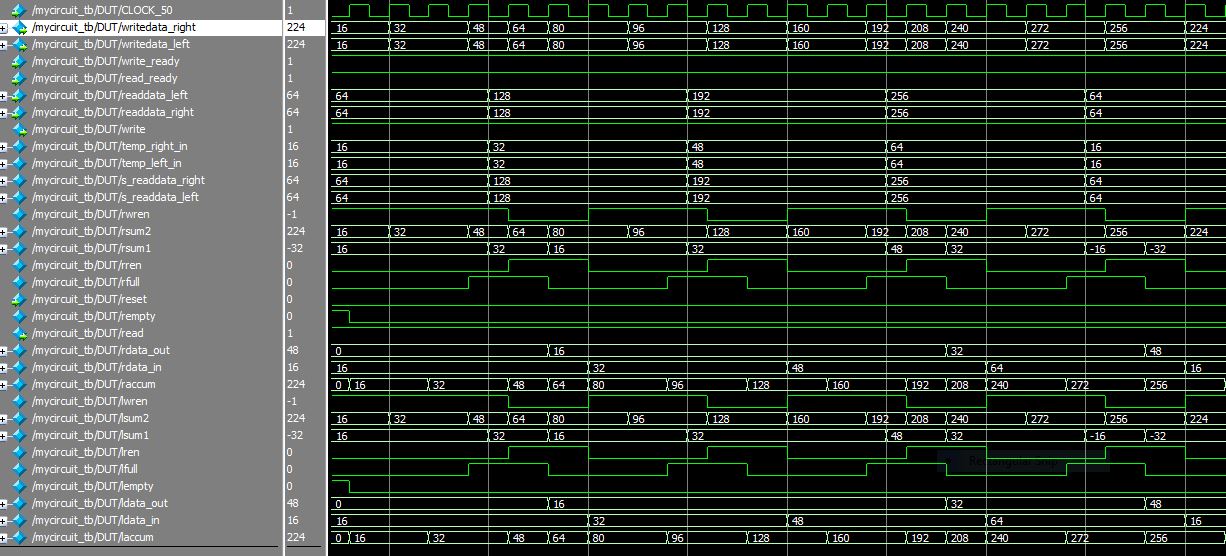 /mycircuit_tb/DUT/CLOCK_50 1
/mycircuit_tb/DUT/writedata_right 224 16 32 48 64 80 96 128 160 192 208 240 272 256 224
/mycircuit_tb/DUT/writedata_left 224 16 32 48 64 80 96 128 160 192 208 240 272 256 224
/mycircuit_tb/DUT/write_ready 1
/mycircuit_tb/DUT/read_ready 1
/mycircuit_tb/DUT/readdata_left 64 64 128 192 256 64
/mycircuit_tb/DUT/readdata_right 64 64 128 192 256 64
/mycircuit_tb/DUT/write 1
/mycircuit_tb/DUT/temp_right_in 16 16 32 48 64 16
/mycircuit_tb/DUT/temp_left_in 16 16 32 48 64 16
/mycircuit_tb/DUT/s_readdata_right 64 64 128 192 256 64
/mycircuit_tb/DUT/s_readdata_left 64 64 128 192 256 64
/mycircuit_tb/DUT/rwren -1
/mycircuit_tb/DUT/rsum2 224 16 32 48 64 80 96 128 160 192 208 240 272 256 224
/mycircuit_tb/DUT/rsum1 -32 16 32 16 32 48 32 -16 -32
/mycircuit_tb/DUT/rren 0
/mycircuit_tb/DUT/rfull 0
/mycircuit_tb/DUT/reset 0
/mycircuit_tb/DUT/rempty 0
/mycircuit_tb/DUT/read 1
/mycircuit_tb/DUT/rdata_out 48 0 16 32 48
/mycircuit_tb/DUT/rdata_in 16 16 32 48 64 16
/mycircuit_tb/DUT/raccum 224 0 16 32 48 64 80 96 128 160 192 208 240 272 256
/mycircuit_tb/DUT/lwren -1
/mycircuit_tb/DUT/lsum2 224 16 32 48 64 80 96 128 160 192 208 240 272 256 224
/mycircuit_tb/DUT/lsum1 -32 16 32 16 32 48 32 -16 -32
/mycircuit_tb/DUT/lren 0
/mycircuit_tb/DUT/lfull 0
Rectangular Snip
/mycircuit_tb/DUT/lempty 0
/mycircuit_tb/DUT/ldata_out 48 0 16 32 48
/mycircuit_tb/DUT/ldata_in 16 16 32 48 64 16
/mycircuit_tb/DUT/laccum 224 0 16 32 48 64 80 96 128 160 192 208 240 272 256